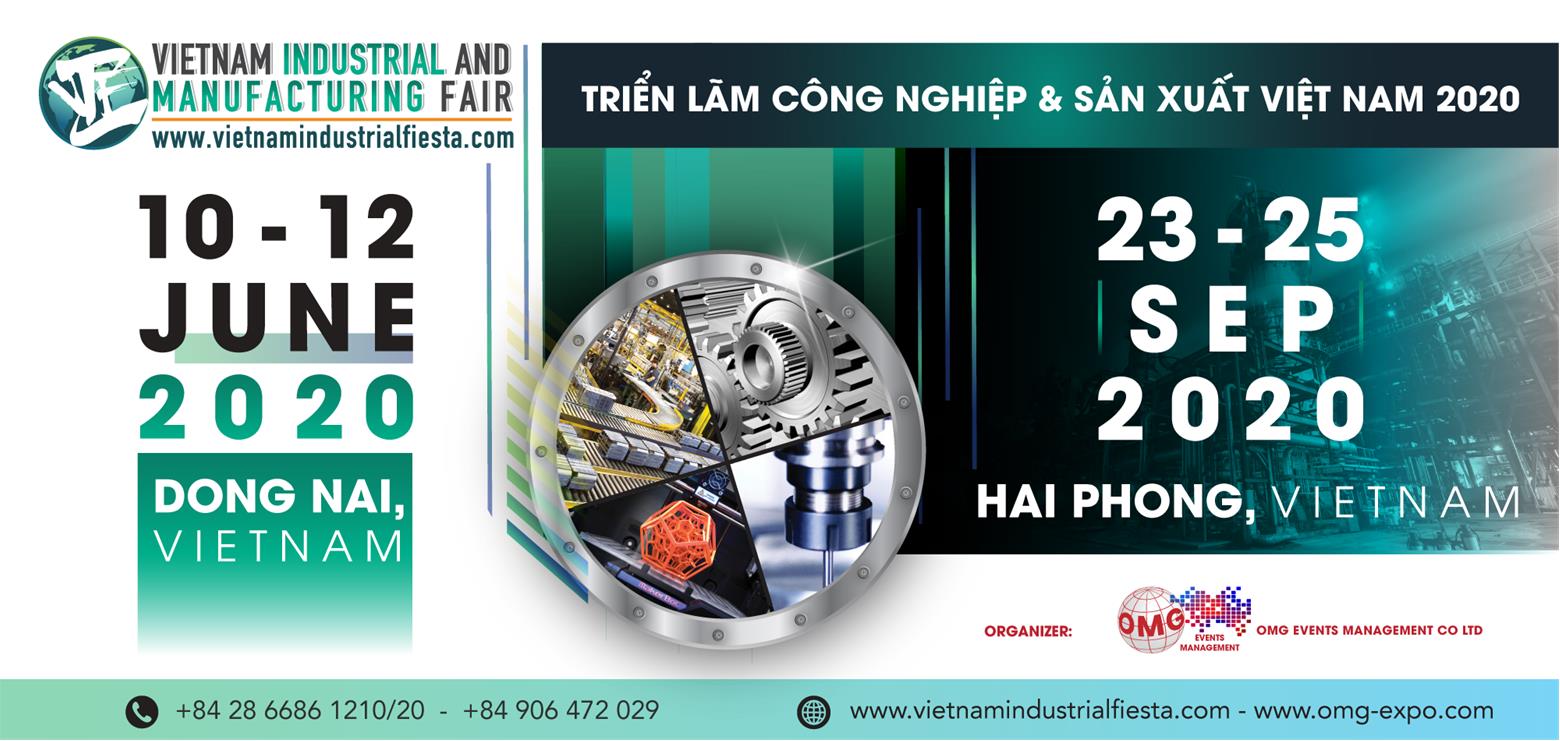 VIF
VIETNAM INDUSTRIAL AND
MANUFACTURING FAIR
www.vietnamindustrialfiesta.com
TRIỂN LÃM CÔNG NGHIỆP & SẢN XUẤT VIỆT NAM 2020
10 - 12
JUNE
2020
DONG NAI,
VIETNAM
23 - 25
SEP
2020
HAI PHONG, VIETNAM
ORGANIZER:
OMG
EVENTS
MANAGEMENT
OMG EVENTS MANAGEMENT CO LTD
+84 28 6686 1210/20 - +84 906 472 029
www.vietnamindustrialfiesta.com - www.omg-expo.com